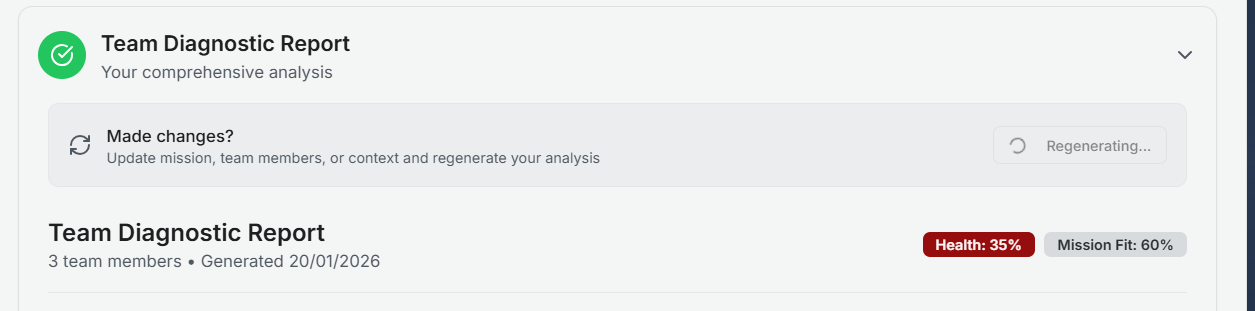 Team Diagnostic Report
Your comprehensive analysis
Made changes?
Update mission, team members, or context and regenerate your analysis
Regenerating...
Team Diagnostic Report
3 team members • Generated 20/01/2026
Health: 35%
Mission Fit: 60%